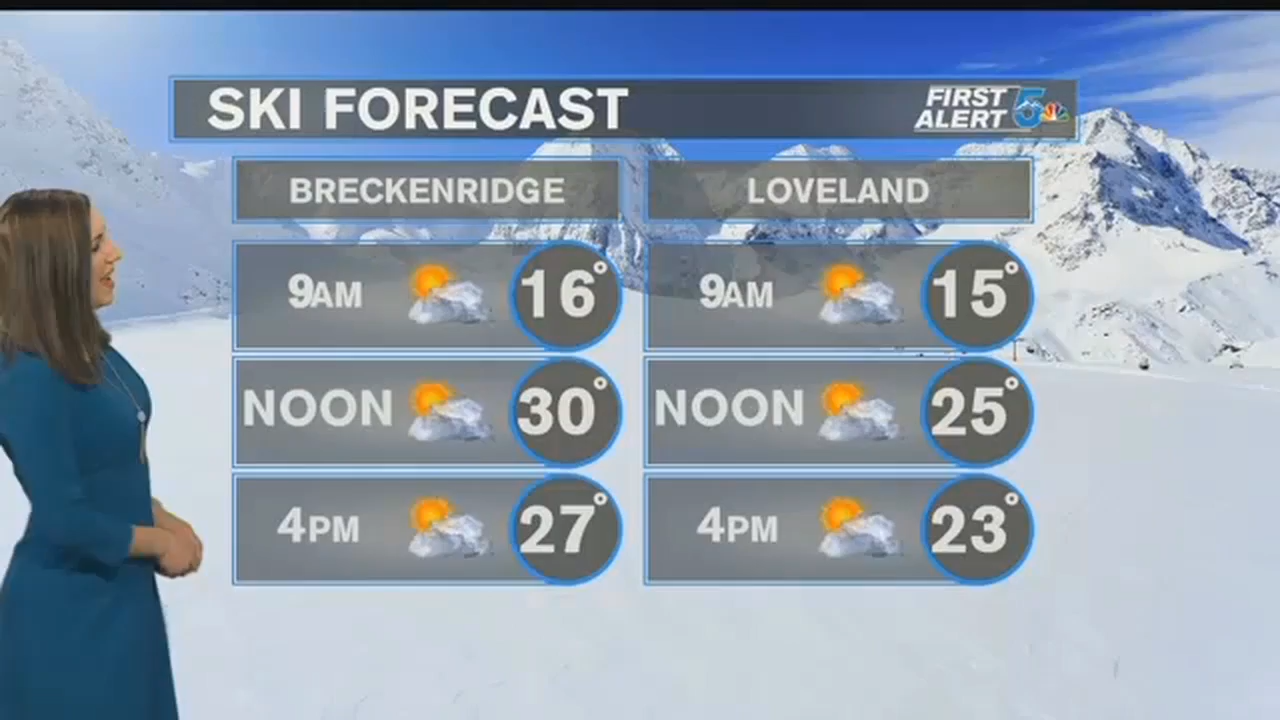 SKI FORECAST
FIRST
ALERT 5
BRECKENRIDGE
9AM 16°
NOON 30°
4PM 27°
LOVELAND
9AM 15°
NOON 25°
4PM 23°